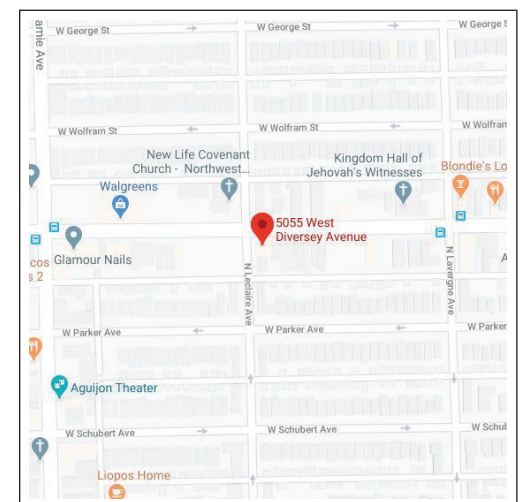 W George St
W George St
W George S
amie Ave
W Wolfram St
W Wolfram St
W Wolfran
New Life Covenant
Church - Northwest...
Kingdom Hall of
Jehovah's Witnesses
Blondie's Lo
Walgreens
5055 West
Diversey Avenue
Glamour Nails
cos
s 2
N Leclaire Ave
N Lavergne Ave
A
W Parker Ave
W Parker Ave
W Parker
Aguijon Theater
W Schubert Ave
W Schubert Ave
W Schul
Liopos Home